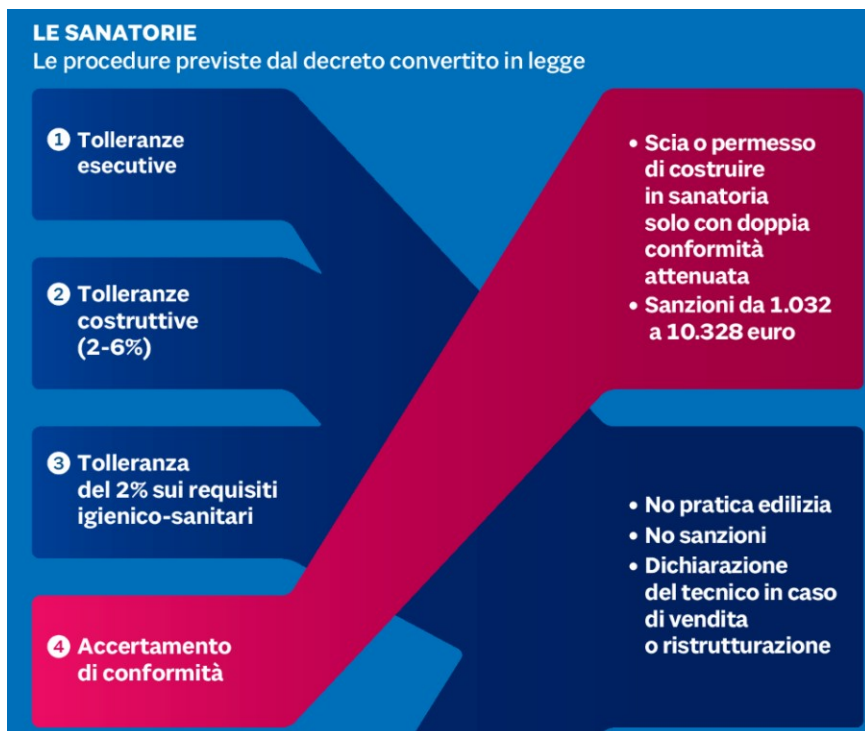 LE SANATORIE
Le procedure previste dal decreto convertito in legge
1 Tolleranze
esecutive
2 Tolleranze
costruttive
(2-6%)
3 Tolleranza
del 2% sui requisiti
igienico-sanitari
4 Accertamento
di conformità
• Scia o permesso
di costruire
in sanatoria
solo con doppia
conformità
attenuata
• Sanzioni da 1.032
a 10.328 euro
• No pratica edilizia
• No sanzioni
• Dichiarazione
del tecnico in caso
di vendita
o ristrutturazione